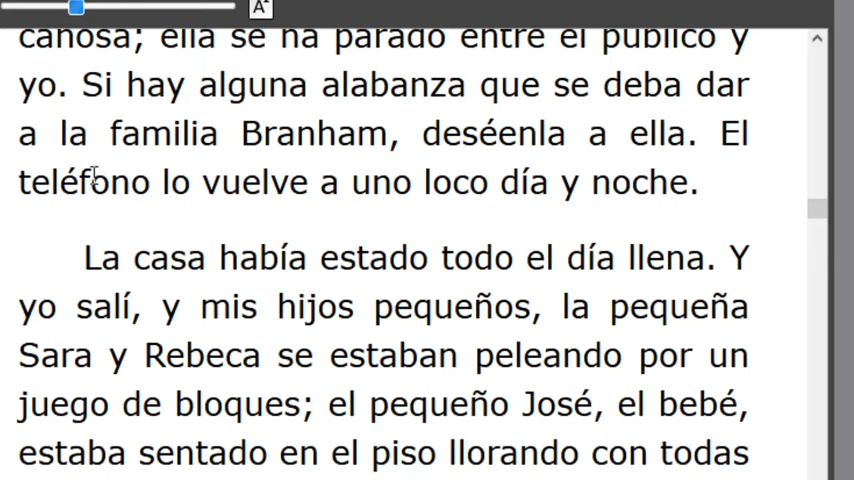 A
canosa; ella se ha parado entre el público y
yo. Si hay alguna alabanza que se deba dar
a la familia Branham, deséenla a ella. El
teléfono lo vuelve a uno loco día y noche.
La casa había estado todo el día llena. Y
yo salí, y mis hijos pequeños, la pequeña
Sara y Rebeca se estaban peleando por un
juego de bloques; el pequeño José, el bebé,
estaba sentado en el piso llorando con todas